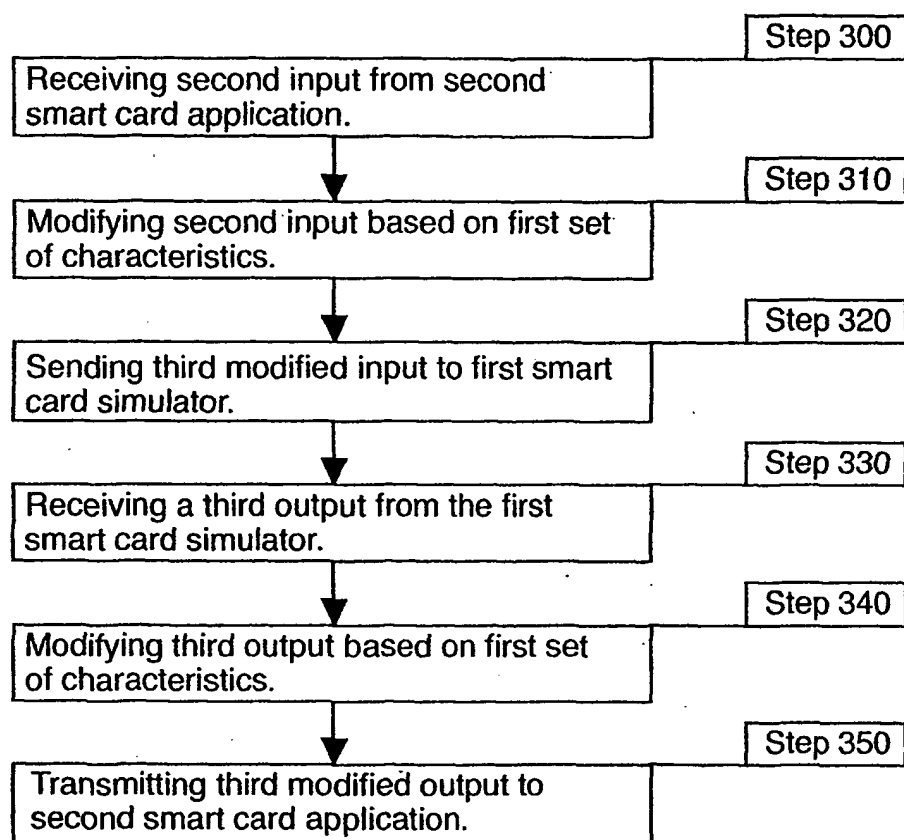 Step 300
Receiving second input from second
smart card application.
Step 310
Modifying second input based on first set
of characteristics.
Step 320
Sending third modified input to first smart
card simulator.
Step 330
Receiving a third output from the first
smart card simulator.
Step 340
Modifying third output based on first set
of characteristics.
Step 350
Transmitting third modified output to
second smart card application.